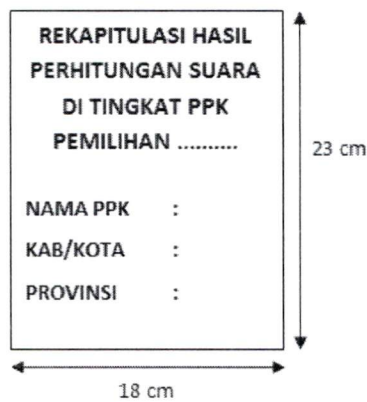 REKAPITULASI HASIL
PERHITUNGAN SUARA
DI TINGKAT PPK
PEMILIHAN ..........
NAMA PPK :
KAB/KOTA :
PROVINSI :
23 cm
18 cm